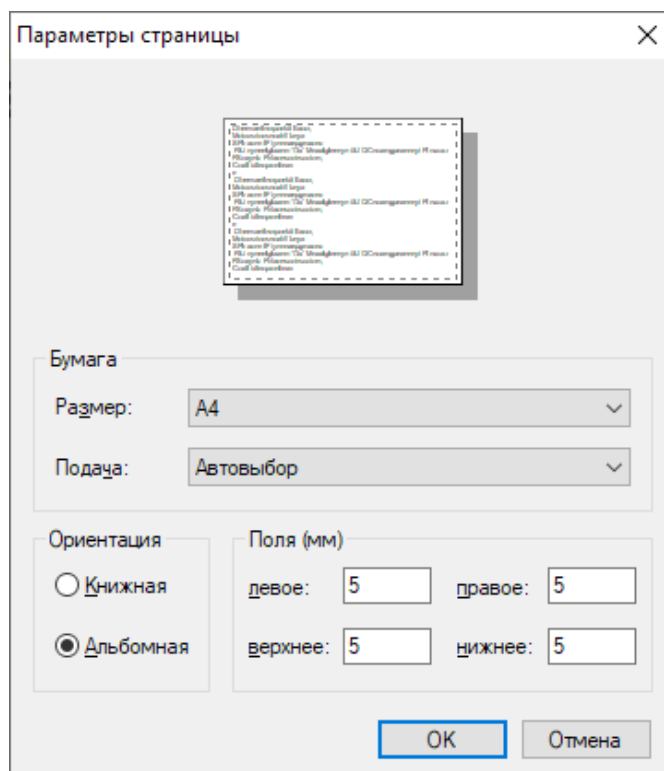 Параметры страницы
Бумага
Размер: A4
Подача: Автовыбор
Ориентация
Книжная
Альбомная
Поля (мм)
левое: 5 правое: 5
верхнее: 5 нижнее: 5
OK Отмена